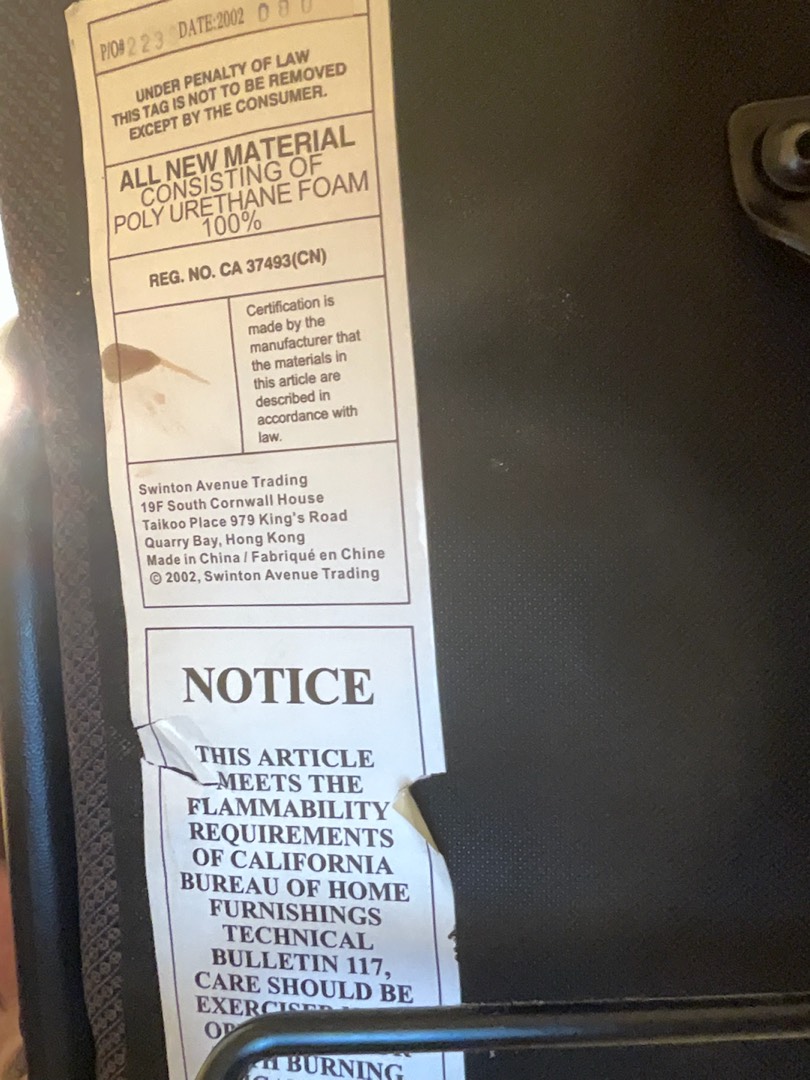 P/O# 223 DATE:2002 080
UNDER PENALTY OF LAW
THIS TAG IS NOT TO BE REMOVED
EXCEPT BY THE CONSUMER.
ALL NEW MATERIAL
CONSISTING OF
POLY URETHANE FOAM
100%
REG. NO. CA 37493(CN)
Certification is
made by the
manufacturer that
the materials in
this article are
described in
accordance with
law.
Swinton Avenue Trading
19F South Cornwall House
Taikoo Place 979 King's Road
Quarry Bay, Hong Kong
Made in China / Fabriqué en Chine
© 2002, Swinton Avenue Trading
NOTICE
THIS ARTICLE
MEETS THE
FLAMMABILITY
REQUIREMENTS
OF CALIFORNIA
BUREAU OF HOME
FURNISHINGS
TECHNICAL
BULLETIN 117,
CARE SHOULD BE
BURNING